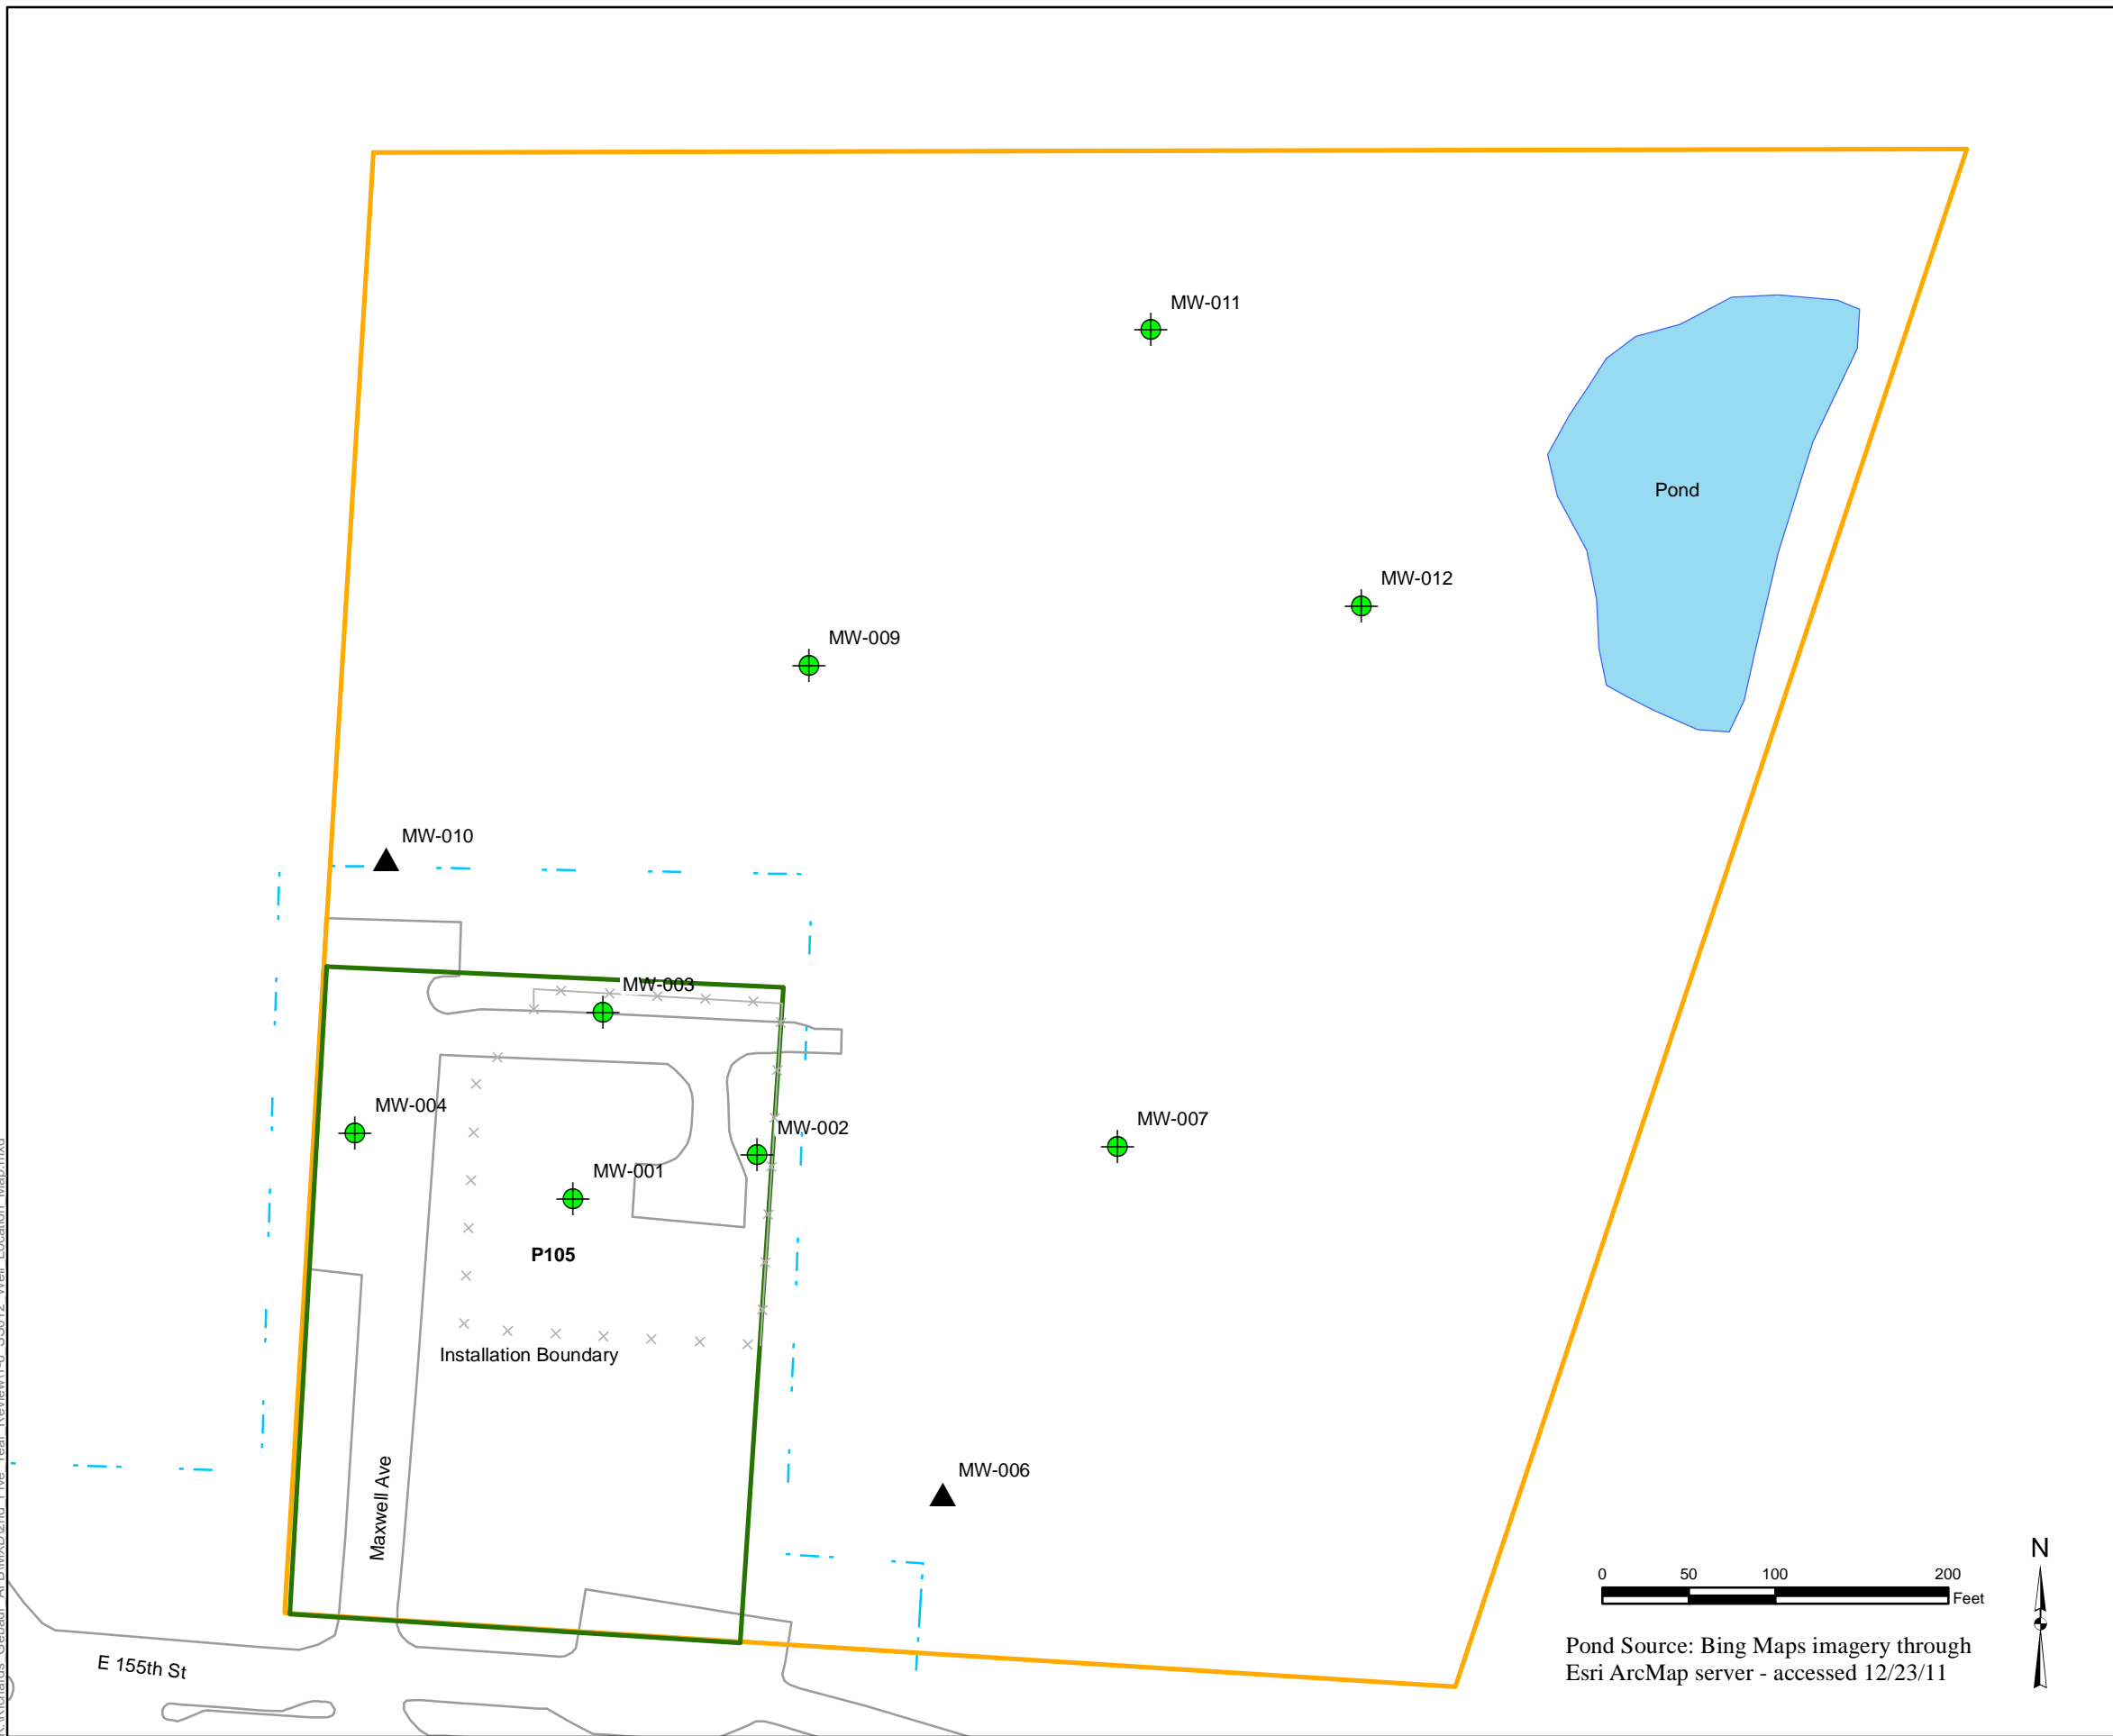 MW-011
Pond
MW-012
MW-009
MW-010
MW-003
MW-004
MW-002
MW-007
MW-001
P105
Installation Boundary
Maxwell Ave
MW-006
E 155th St
N
0 50 100 200
Feet
Pond Source: Bing Maps imagery through
Esri ArcMap server - accessed 12/23/11